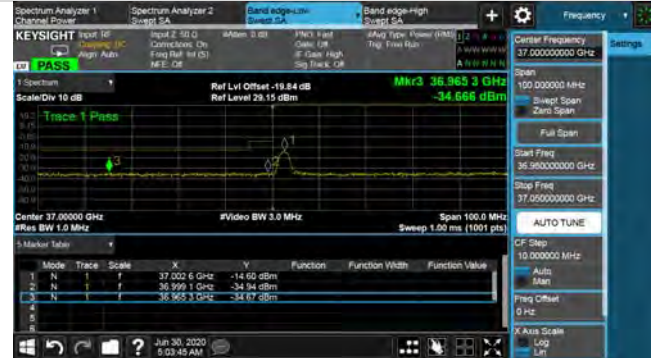 Spectrum Analyzer 1
Channel Power
Spectrum Analyzer 2
Swept SA
Band edge-Low
Swept SA
Band edge-High
Swept SA
+
Frequency
KEYSIGHT
Input: RF
Coupling: DC
Align: Auto
Input Z: 50 Ω
Corrections: On
Freq Ref: Int (S)
NFE: Off
#Atten: 0 dB
PNO: Fast
Gate: Off
IF Gain: High
Sig Track: Off
#Avg Type: Power (RMS)
Trig: Free Run
PASS
1 Spectrum
Scale/Div 10 dB
Ref Lvl Offset -19.84 dB
Ref Level 29.15 dBm
Mkr3 36.965 3 GHz
-34.666 dBm
Trace 1 Pass
Center 37.00000 GHz
#Res BW 1.0 MHz
#Video BW 3.0 MHz
Span 100.0 MHz
Sweep 1.00 ms (1001 pts)
5 Marker Table
Mode Trace Scale X Y Function Function Width Function Value
1 N 1 f 37.002 6 GHz -14.60 dBm
2 N 1 f 36.999 1 GHz -34.94 dBm
3 N 1 f 36.965 3 GHz -34.67 dBm
4
5
6
?
Jun 30, 2020
5:03:45 AM
Center Frequency
37.000000000 GHz
Settings
Span
100.000000 MHz
Swept Span
Zero Span
Full Span
Start Freq
36.950000000 GHz
Stop Freq
37.050000000 GHz
AUTO TUNE
CF Step
10.000000 MHz
Auto
Man
Freq Offset
0 Hz
X Axis Scale
Log
Lin